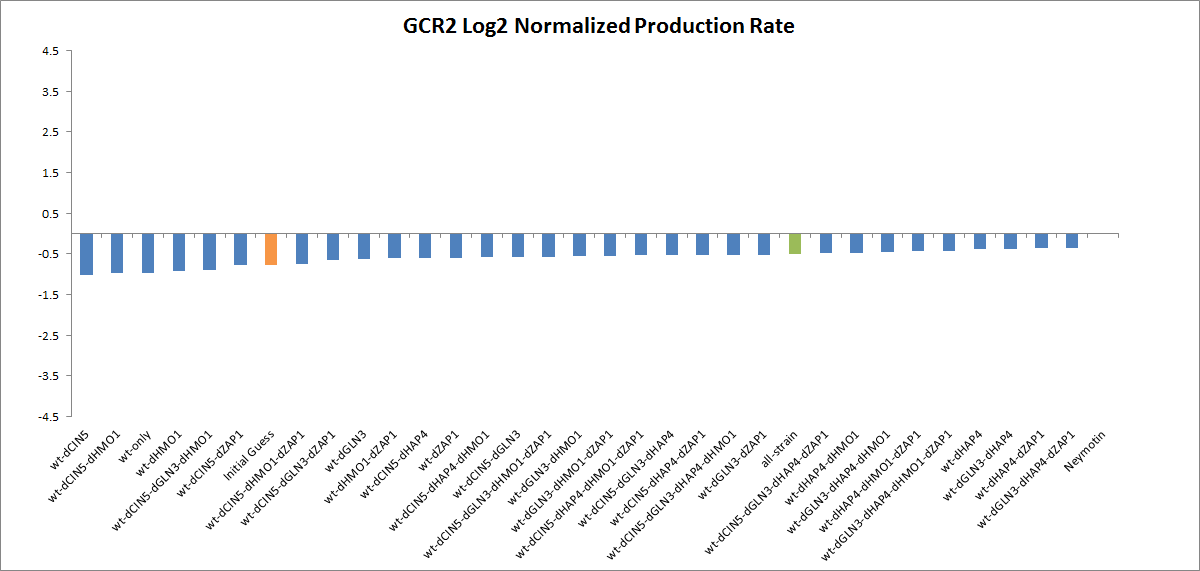 GCR2 Log2 Normalized Production Rate
4.5
3.5
2.5
1.5
0.5
-0.5
-1.5
-2.5
-3.5
-4.5
wt-dCIN5
wt-dCIN5-dHMO1
wt-only
wt-dHMO1
wt-dCIN5-dGLN3-dHMO1
wt-dCIN5-dZAP1
Initial Guess
wt-dCIN5-dHMO1-dZAP1
wt-dCIN5-dGLN3-dZAP1
wt-dGLN3
wt-dHMO1-dZAP1
wt-dCIN5-dHAP4
wt-dZAP1
wt-dCIN5-dHAP4-dHMO1
wt-dCIN5-dGLN3
wt-dCIN5-dGLN3-dHMO1-dZAP1
wt-dGLN3-dHMO1
wt-dGLN3-dHMO1-dZAP1
wt-dCIN5-dHAP4-dHMO1-dZAP1
wt-dCIN5-dGLN3-dHAP4
wt-dCIN5-dHAP4-dZAP1
wt-dCIN5-dGLN3-dHAP4-dHMO1
wt-dGLN3-dZAP1
all-strain
wt-dCIN5-dGLN3-dHAP4-dZAP1
wt-dHAP4-dHMO1
wt-dGLN3-dHAP4-dHMO1
wt-dHAP4-dHMO1-dZAP1
wt-dGLN3-dHAP4-dHMO1-dZAP1
wt-dHAP4
wt-dGLN3-dHAP4
wt-dHAP4-dZAP1
wt-dGLN3-dHAP4-dZAP1
Neymotin